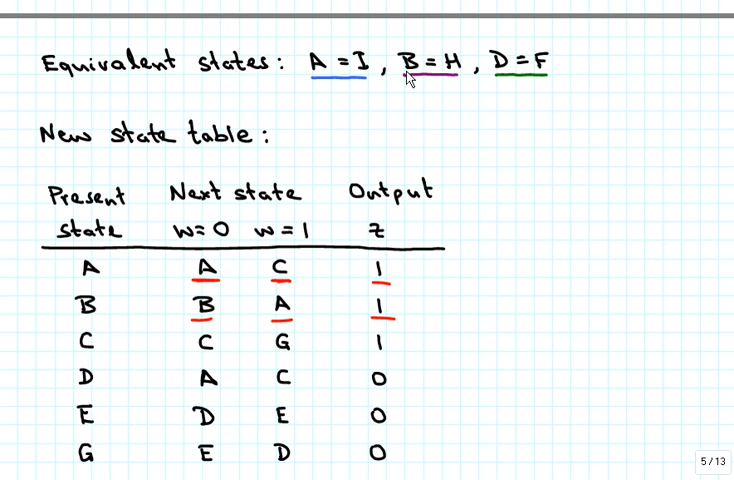 Equivalent states: A = I, B = H, D = F
New state table:
Present Next state Output
state w=0 w=1 z
A A C 1
B B A 1
C C G 1
D A C 0
E D E 0
G E D 0
5 / 13